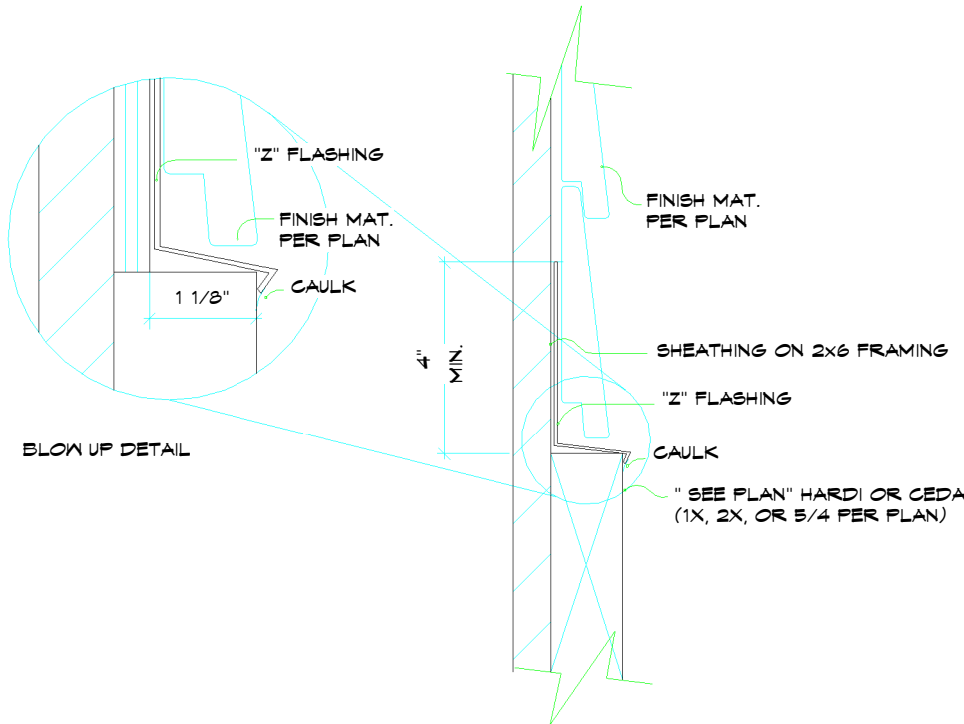 "Z" FLASHING
FINISH MAT.
PER PLAN
CAULK
1 1/8"
BLOW UP DETAIL
4"
MIN.
FINISH MAT.
PER PLAN
SHEATHING ON 2x6 FRAMING
"Z" FLASHING
CAULK
" SEE PLAN" HARDI OR CEDA
(1X, 2X, OR 5/4 PER PLAN)